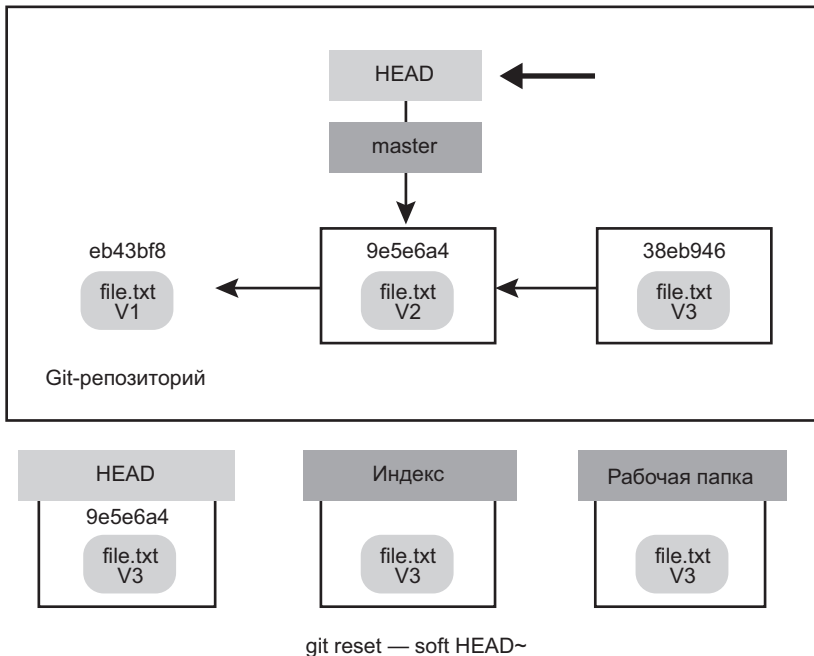 HEAD
master
eb43bf8
9e5e6a4
38eb946
file.txt
V1
file.txt
V2
file.txt
V3
Git-репозиторий
HEAD
Индекс
Рабочая папка
9e5e6a4
file.txt
V3
file.txt
V3
file.txt
V3
git reset — soft HEAD~